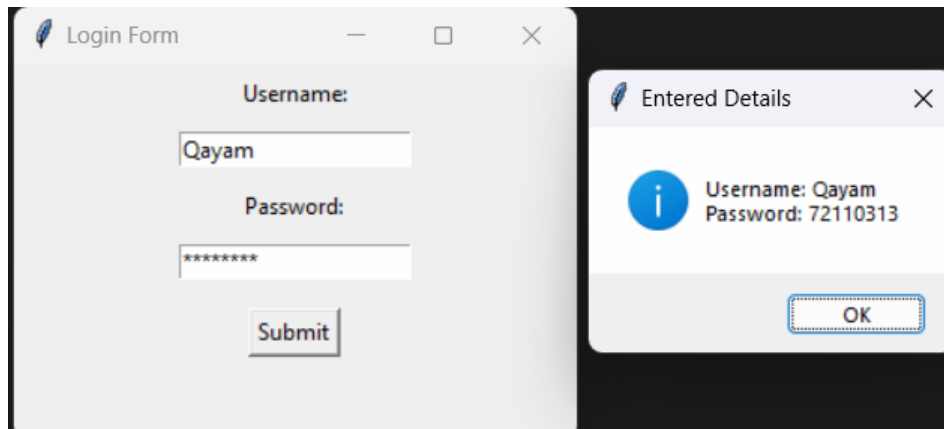 Login Form
Username:
Qayam
Password:
********
Submit
Entered Details
Username: Qayam
Password: 72110313
OK